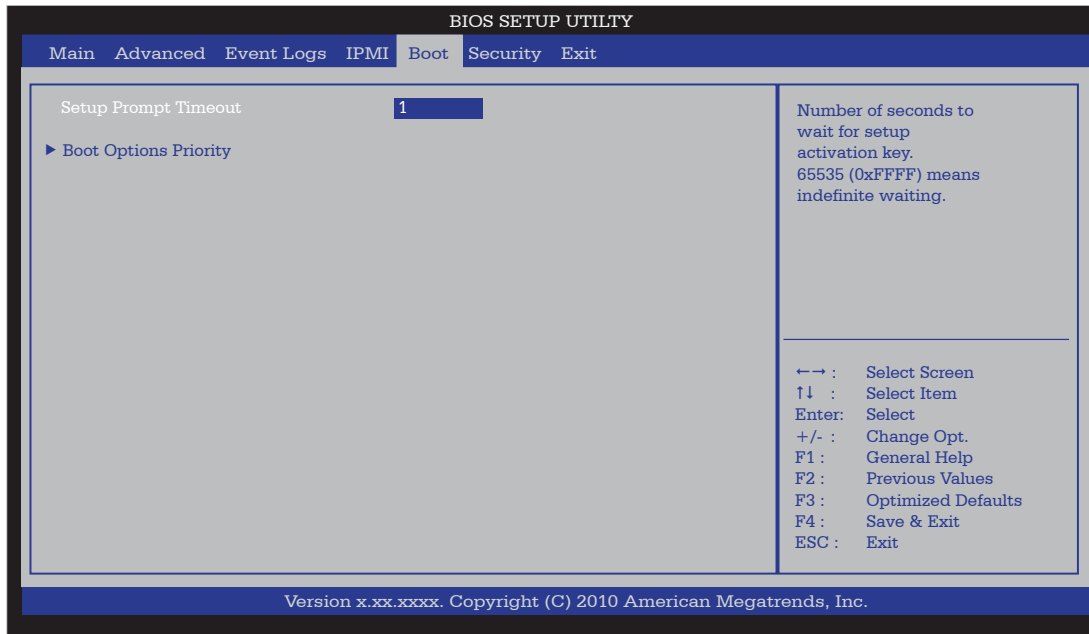 BIOS SETUP UTILTY
Main Advanced Event Logs IPMI Boot Security Exit
Setup Prompt Timeout 1
▶ Boot Options Priority
Number of seconds to
wait for setup
activation key.
65535 (0xFFFF) means
indefinite waiting.
←→ : Select Screen
↑↓ : Select Item
Enter: Select
+/- : Change Opt.
F1 : General Help
F2 : Previous Values
F3 : Optimized Defaults
F4 : Save & Exit
ESC : Exit
Version x.xx.xxxx. Copyright (C) 2010 American Megatrends, Inc.